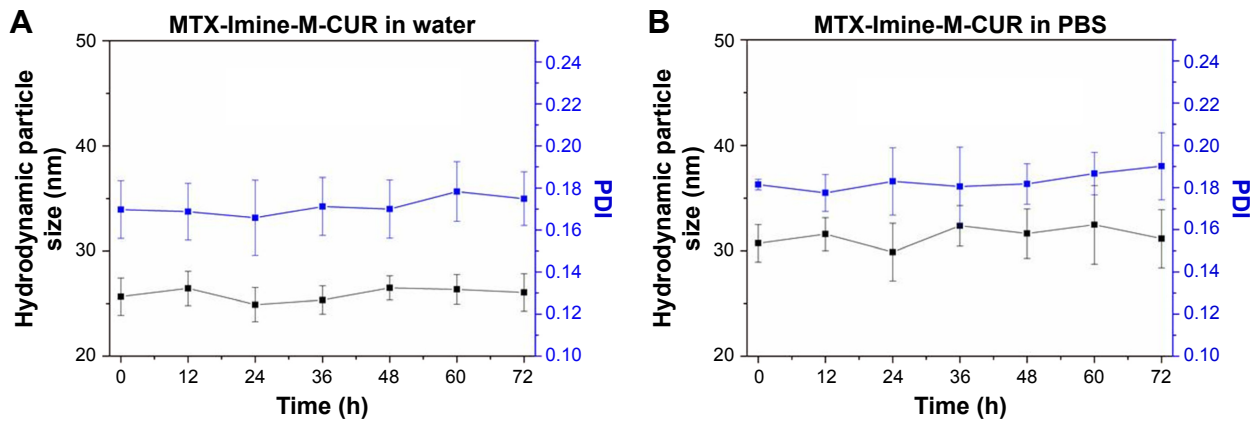 A
MTX-Imine-M-CUR in water
50
40
30
20
Hydrodynamic particle
size (nm)
0.24
0.22
0.20
0.18
0.16
0.14
0.12
0.10
PDI
0 12 24 36 48 60 72
Time (h)
B
MTX-Imine-M-CUR in PBS
50
40
30
20
Hydrodynamic particle
size (nm)
0.24
0.22
0.20
0.18
0.16
0.14
0.12
0.10
PDI
0 12 24 36 48 60 72
Time (h)